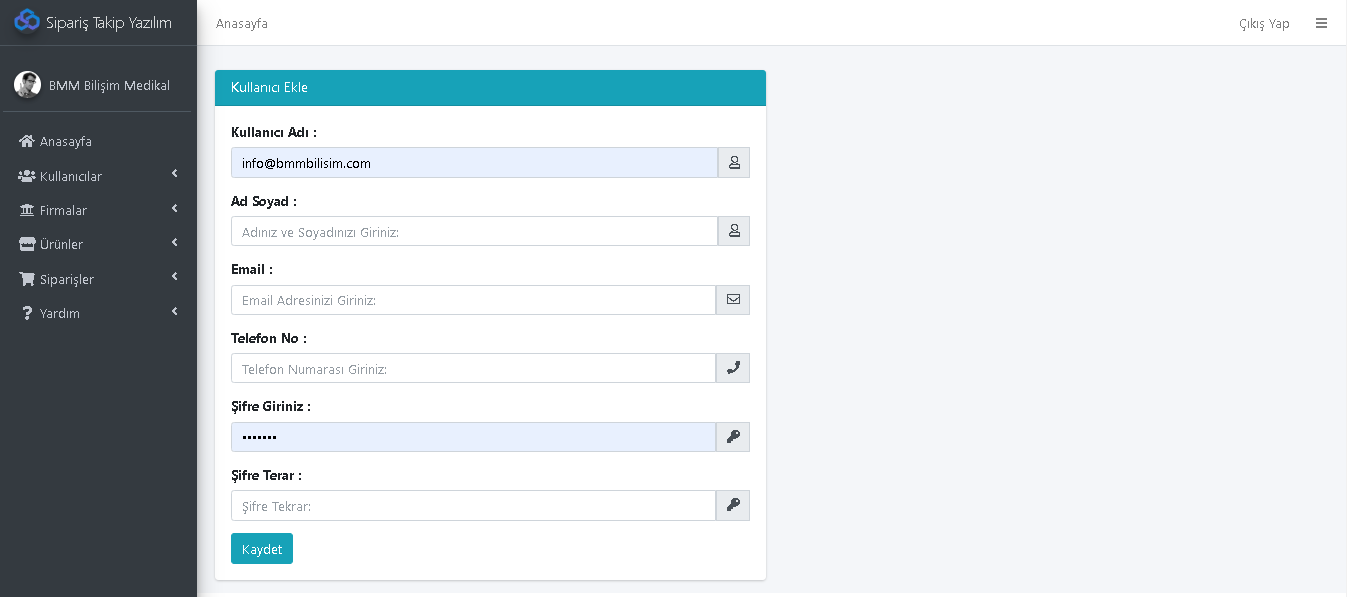 Sipariş Takip Yazılım
Anasayfa
Çıkış Yap
BMM Bilişim Medikal
Anasayfa
Kullanıcılar
Firmalar
Ürünler
Siparişler
Yardım
Kullanıcı Ekle
Kullanıcı Adı :
info@bmmbilisim.com
Ad Soyad :
Adınız ve Soyadınızı Giriniz:
Email :
Email Adresinizi Giriniz:
Telefon No :
Telefon Numarası Giriniz:
Şifre Giriniz :
•••••••
Şifre Terar :
Şifre Tekrar:
Kaydet